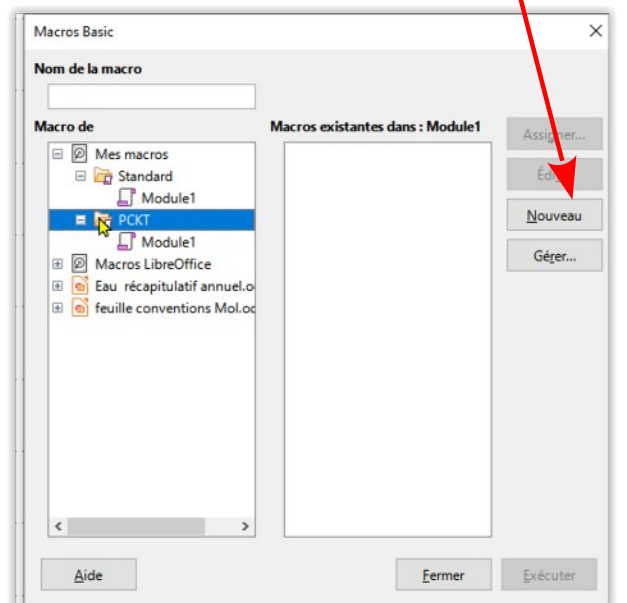 Macros Basic
Nom de la macro
Macro de
Macros existantes dans : Module1
Assigner...
Mes macros
Standard
Module1
PCKT
Module1
Macros LibreOffice
Eau récapitulatif annuel.o
feuille conventions Mol.oc
Nouveau
Gérer...
Aide
Fermer
Exécuter